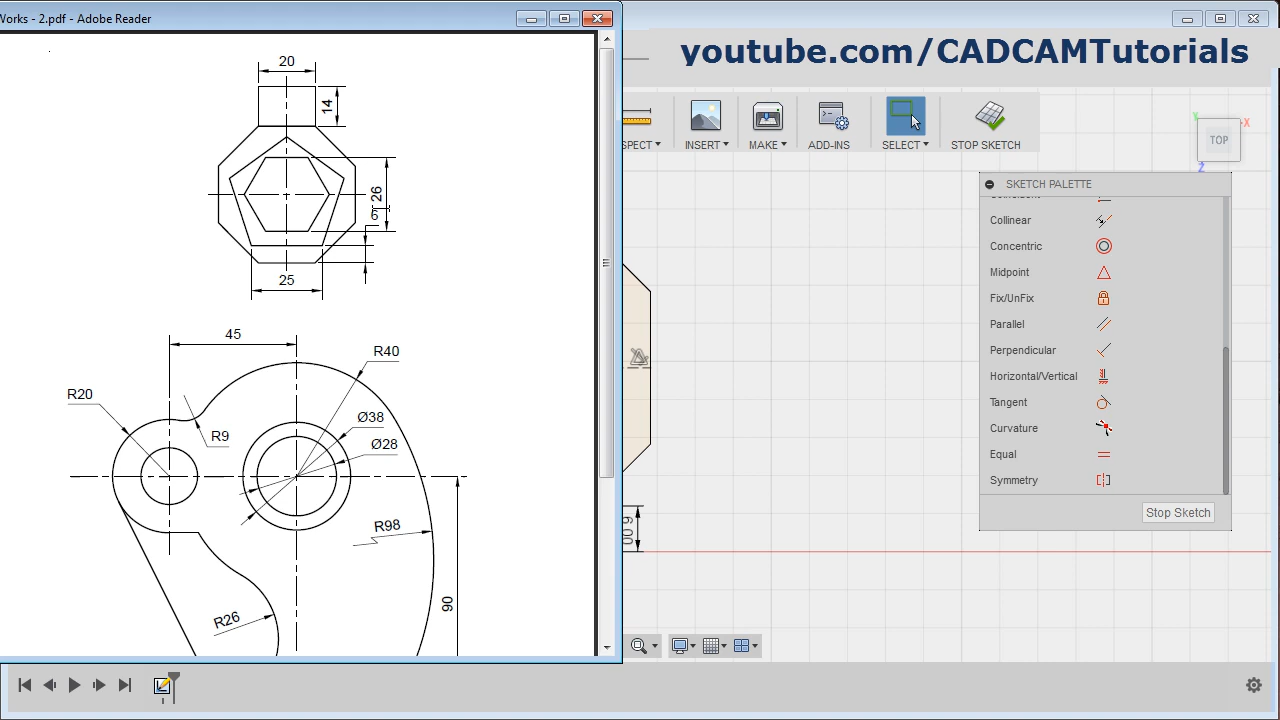 Works - 2.pdf - Adobe Reader
youtube.com/CADCAMTutorials
20
14
26
6
25
45
R40
R20
Ø38
R9
Ø28
R98
90
R26
INSERT
MAKE
ADD-INS
SELECT
STOP SKETCH
Y
X
TOP
Z
SKETCH PALETTE
Collinear
Concentric
Midpoint
Fix/UnFix
Parallel
Perpendicular
Horizontal/Vertical
Tangent
Curvature
Equal
Symmetry
Stop Sketch